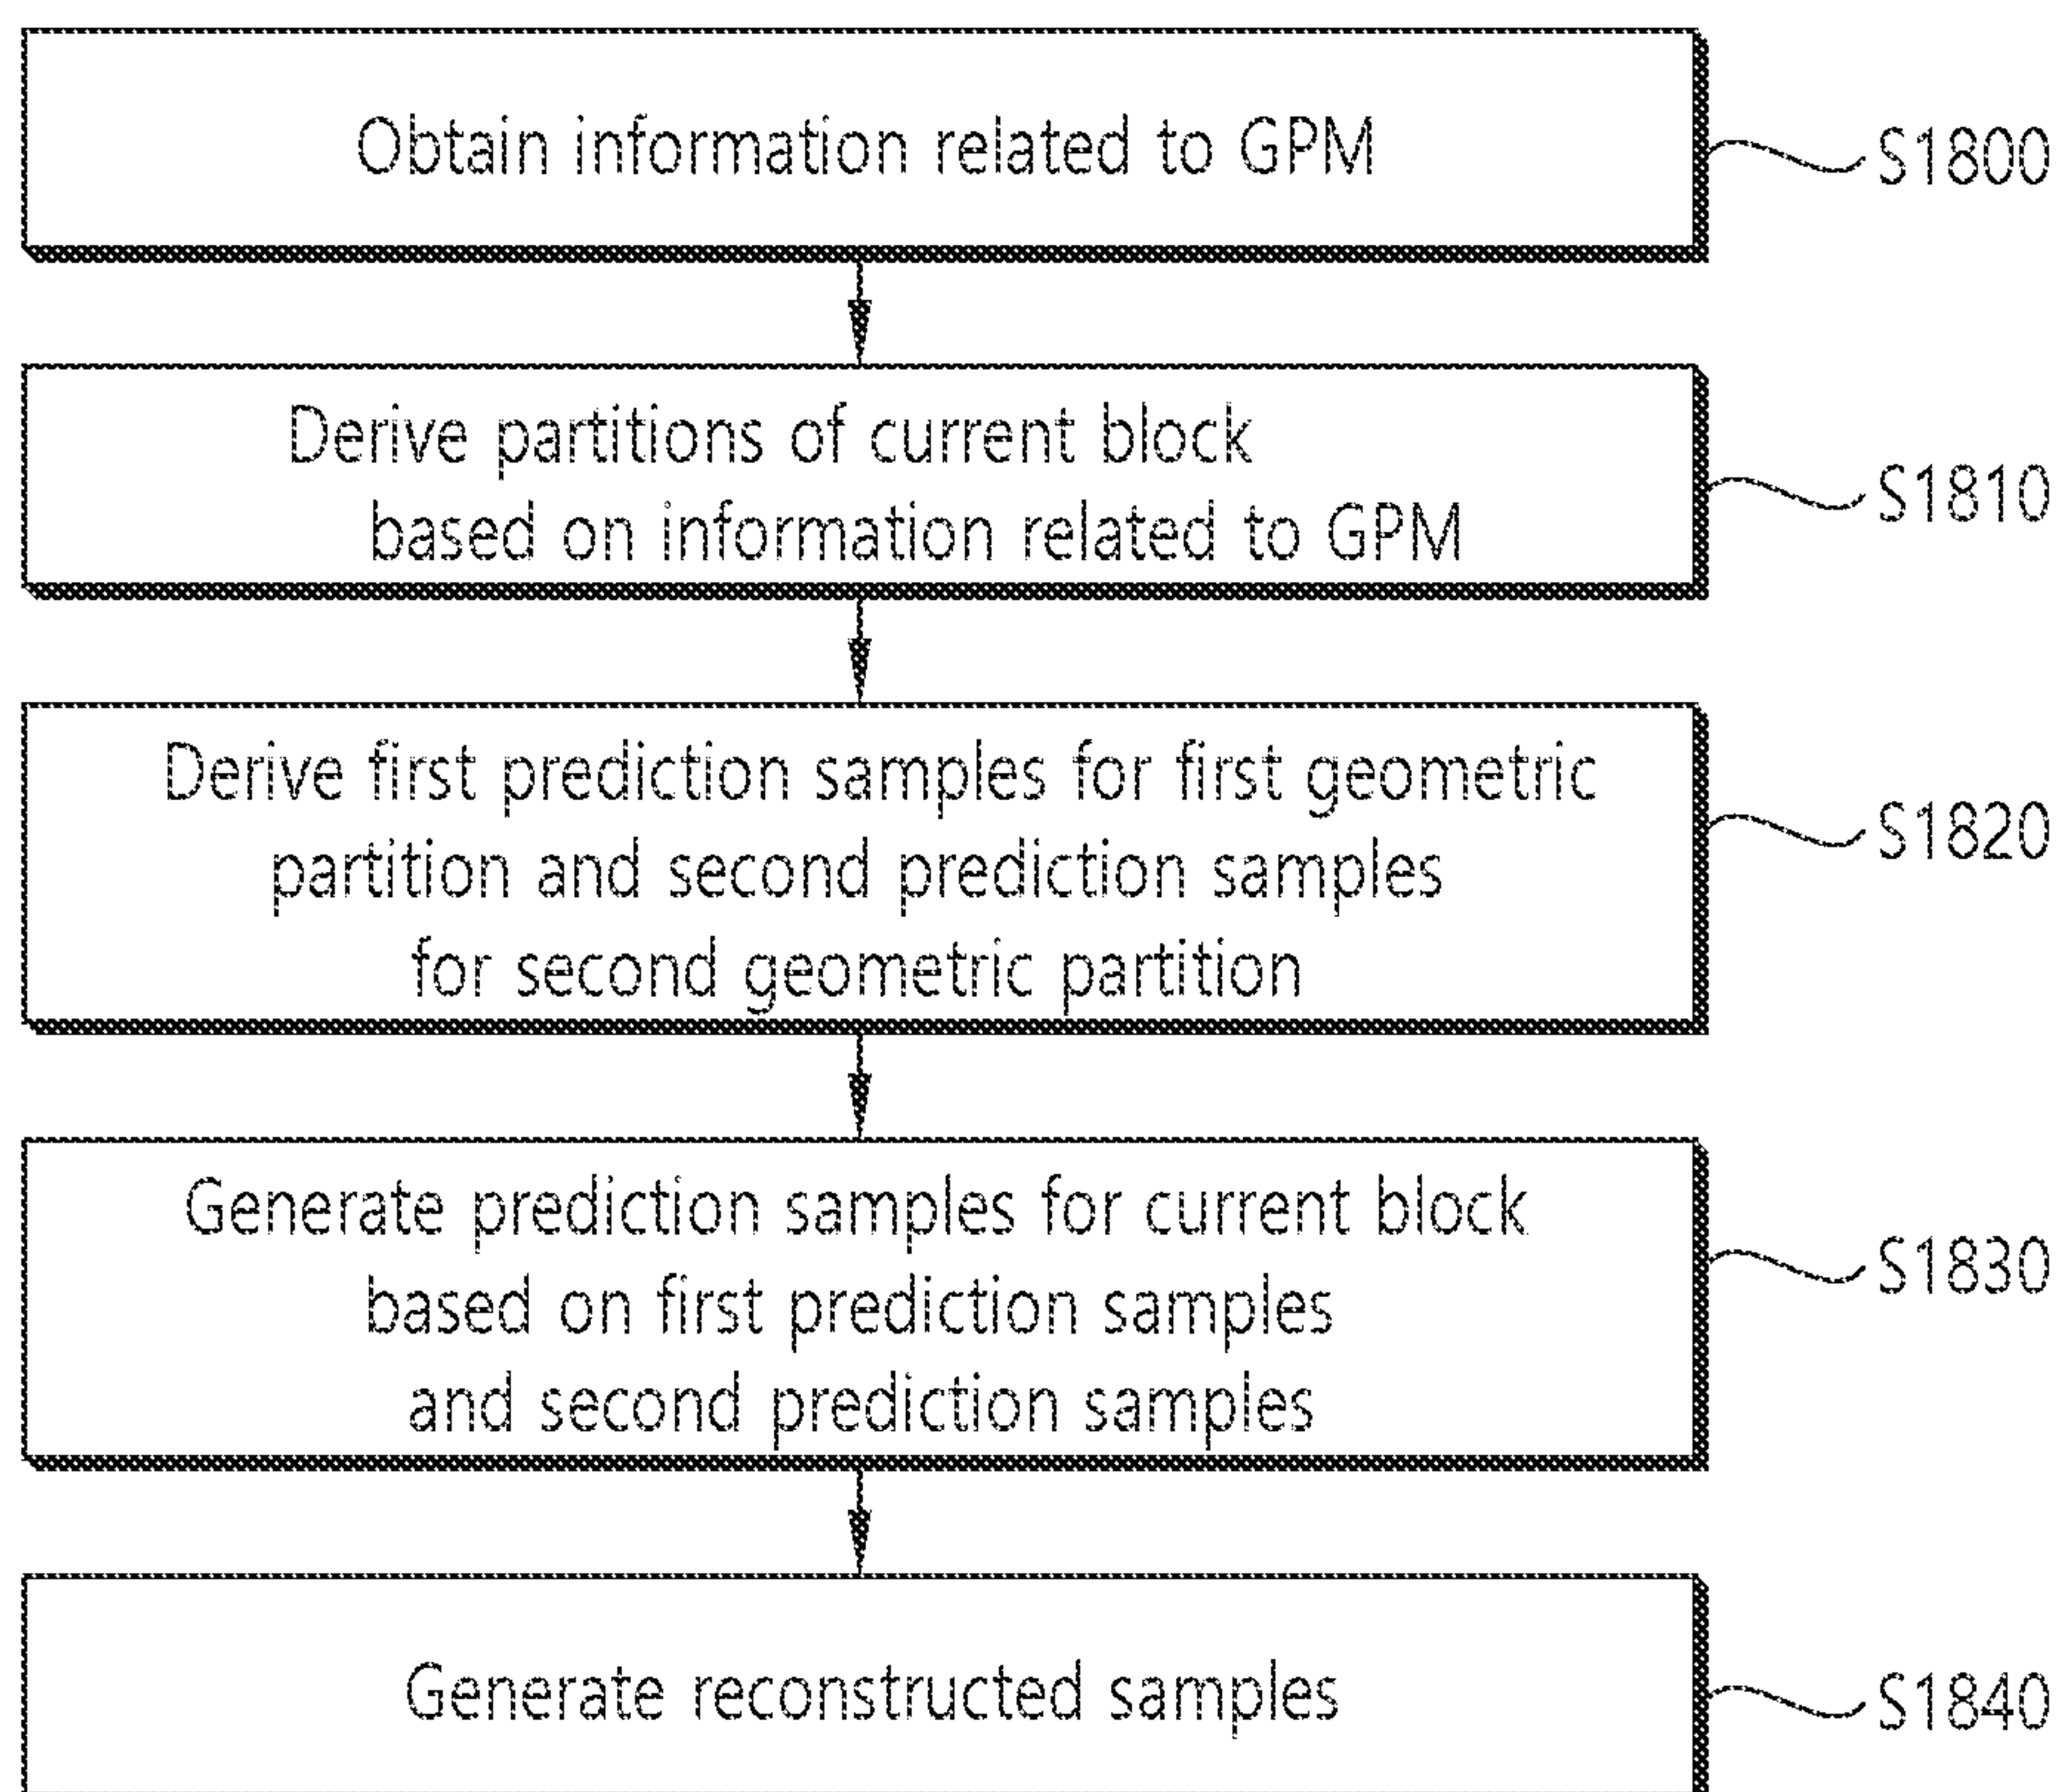 Obtain information related to GPM
S1800
Derive partitions of current block
based on information related to GPM
S1810
Derive first prediction samples for first geometric
partition and second prediction samples
for second geometric partition
S1820
Generate prediction samples for current block
based on first prediction samples
and second prediction samples
S1830
Generate reconstructed samples
S1840